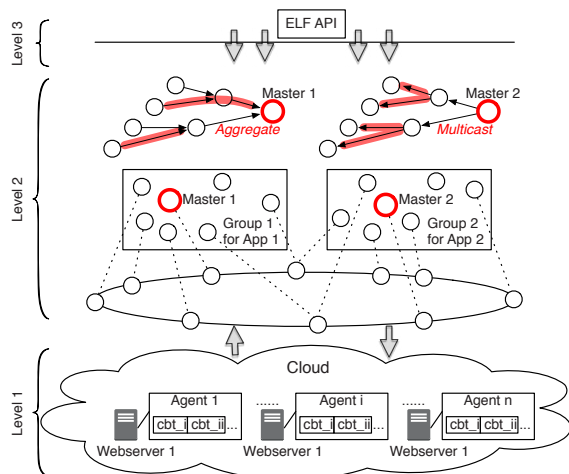 Level 3
ELF API
Level 2
Master 1
Aggregate
Master 2
Multicast
Master 1
Group 1
for App 1
Master 2
Group 2
for App 2
Level 1
Cloud
Agent 1
cbt_i cbt_ii ...
Webserver 1
......
Agent i
cbt_i cbt_ii ...
Webserver 1
......
Agent n
cbt_i cbt_ii ...
Webserver 1